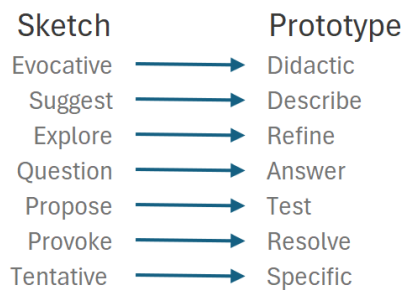 Sketch Prototype
Evocative Didactic
Suggest Describe
Explore Refine
Question Answer
Propose Test
Provoke Resolve
Tentative Specific